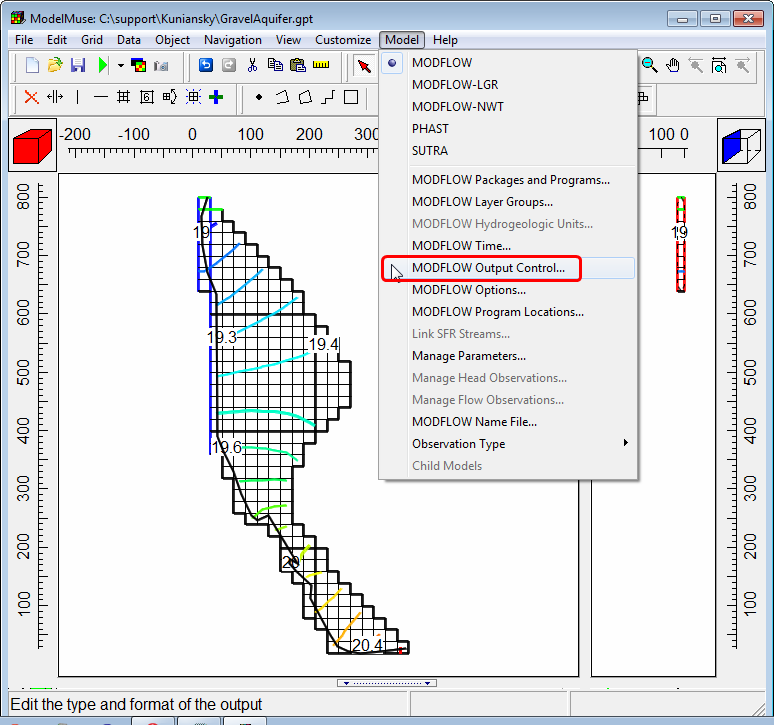 ModelMuse: C:\support\Kuniansky\GravelAquifer.gpt
File Edit Grid Data Object Navigation View Customize Model Help
MODFLOW
MODFLOW-LGR
MODFLOW-NWT
PHAST
SUTRA
MODFLOW Packages and Programs...
MODFLOW Layer Groups...
MODFLOW Hydrogeologic Units...
MODFLOW Time...
MODFLOW Output Control...
MODFLOW Options...
MODFLOW Program Locations...
Link SFR Streams...
Manage Parameters...
Manage Head Observations...
Manage Flow Observations...
MODFLOW Name File...
Observation Type
Child Models
-200 -100 0 100 200 300
100 0
800
700
600
500
400
300
200
100
19
19.3
19.4
19.6
20
20.4
19
800
700
600
500
400
300
200
100
Edit the type and format of the output